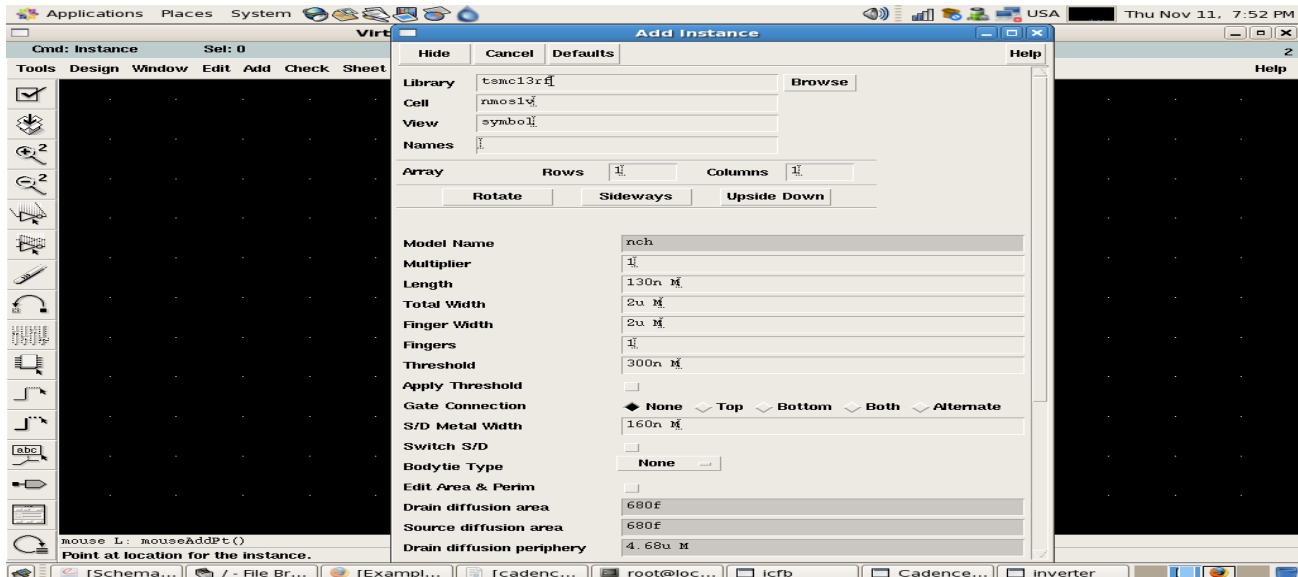 Applications Places System USA Thu Nov 11, 7:52 PM
Virt
Add Instance
Cmd: Instance Sel: 0
2
Tools Design Window Edit Add Check Sheet
Help
Hide Cancel Defaults Help
Library tsmc13rf Browse
Cell nmos1v
View symbol
Names
Array Rows 1 Columns 1
Rotate Sideways Upside Down
Model Name nch
Multiplier 1
Length 130n M
Total Width 2u M
Finger Width 2u M
Fingers 1
Threshold 300n M
Apply Threshold
Gate Connection None Top Bottom Both Alternate
S/D Metal Width 160n M
Switch S/D
Bodytie Type None
Edit Area & Perim
Drain diffusion area 680f
Source diffusion area 680f
Drain diffusion periphery 4.68u M
2
2
abc
mouse L: mouseAddPt()
Point at location for the instance.
[Schema... / - File Br... [Exampl... [cadenc... root@loc... icfb Cadence... inverter